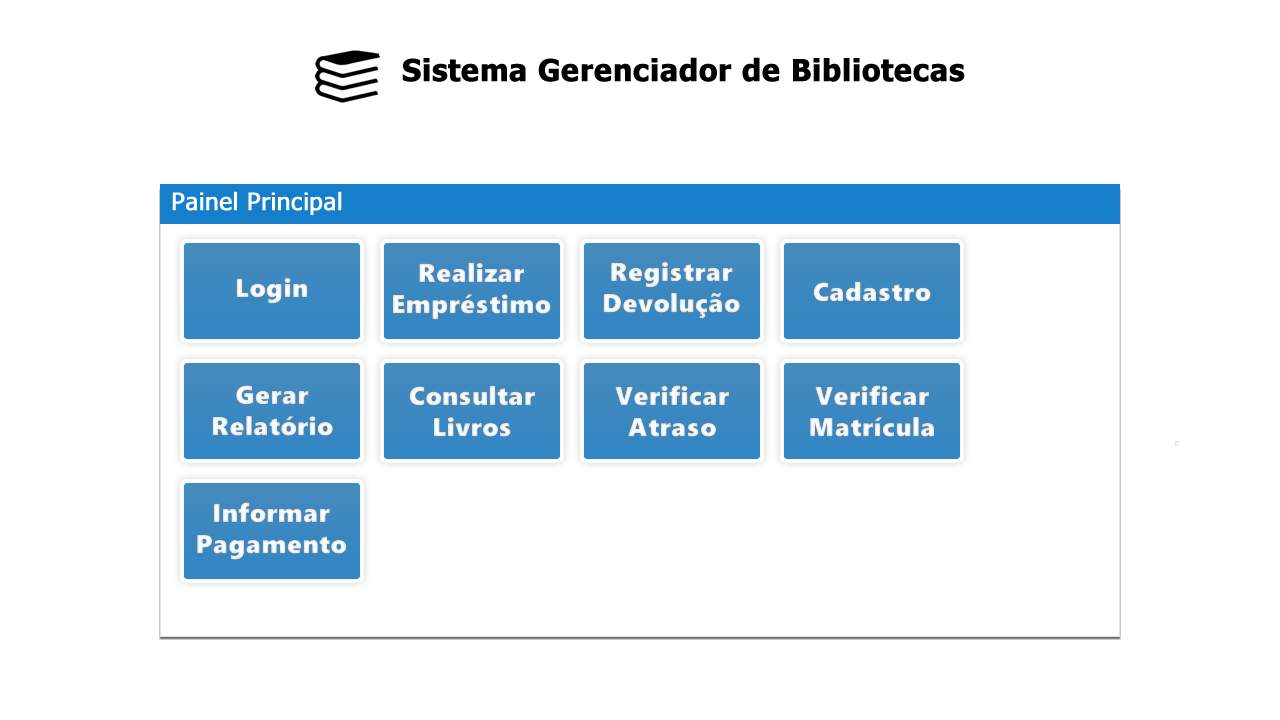 Sistema Gerenciador de Bibliotecas
Painel Principal
Login
Realizar
Empréstimo
Registrar
Devolução
Cadastro
Gerar
Relatório
Consultar
Livros
Verificar
Atraso
Verificar
Matrícula
Informar
Pagamento